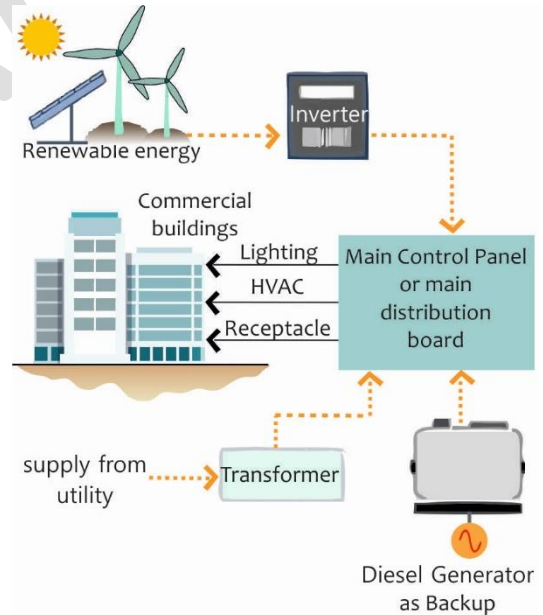 Renewable energy
Inverter
Commercial
buildings
Lighting
HVAC
Receptacle
Main Control Panel
or main
distribution
board
supply from
utility
Transformer
Diesel Generator
as Backup